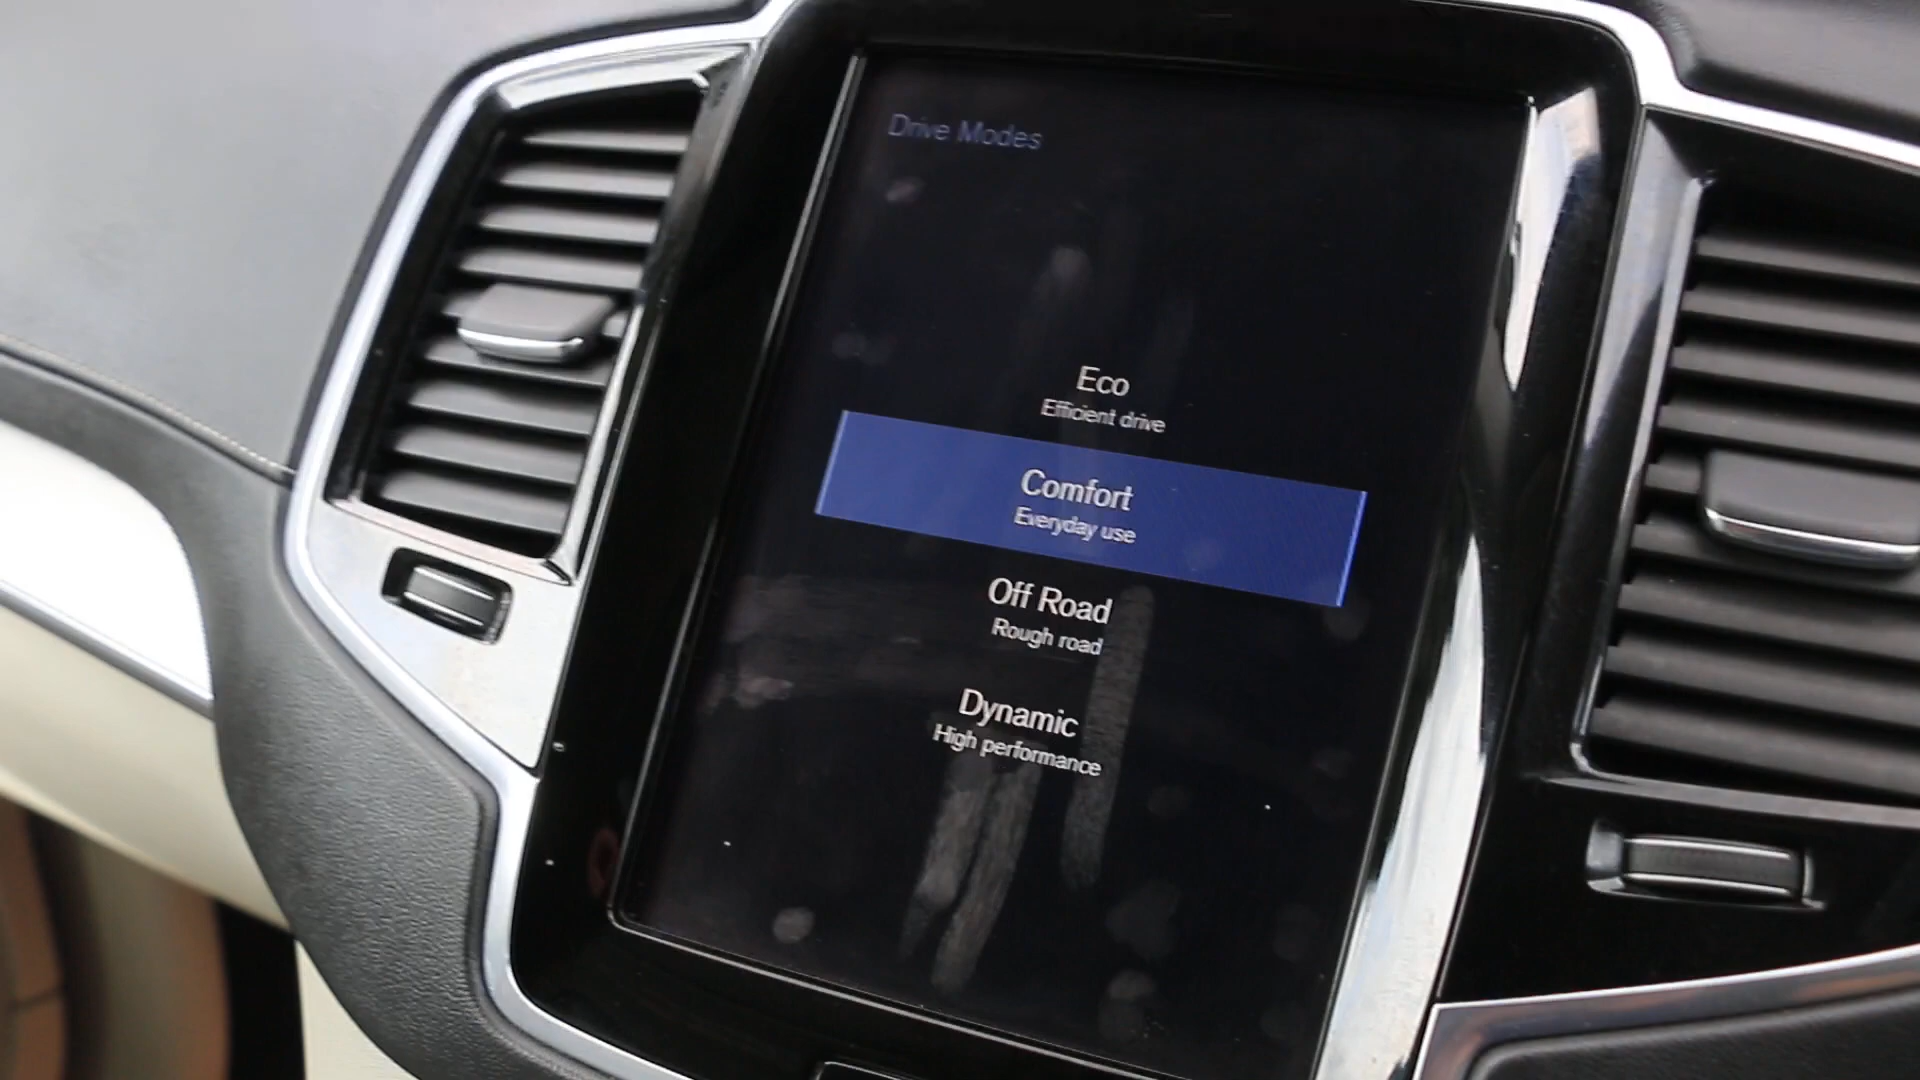 Drive Modes
Eco
Efficient drive
Comfort
Everyday use
Off Road
Rough road
Dynamic
High performance